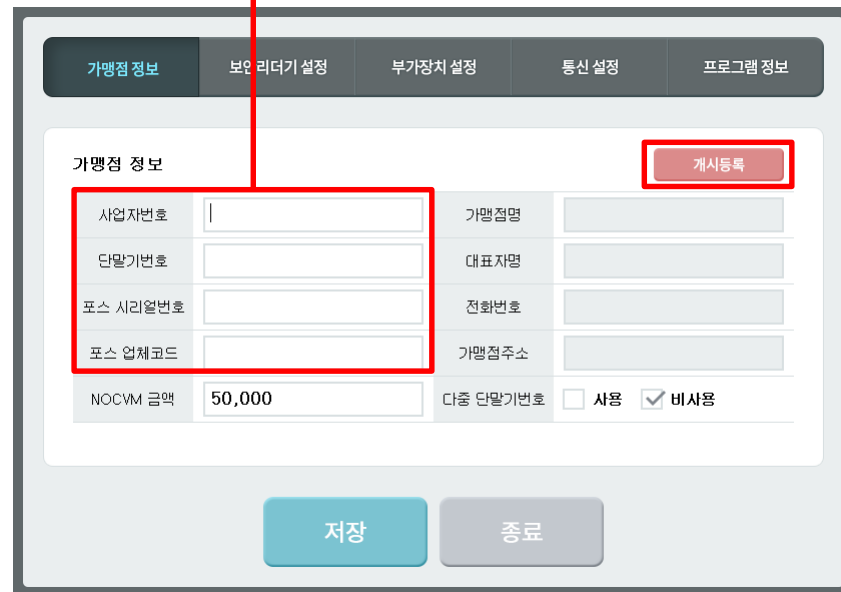 가맹점 정보 보안리더기 설정 부가장치 설정 통신 설정 프로그램 정보
가맹점 정보 개시등록
사업자번호 가맹점명
단말기번호 대표자명
포스 시리얼번호 전화번호
포스 업체코드 가맹점주소
NOCVM 금액 50,000 다중 단말기번호 사용 비사용
저장 종료